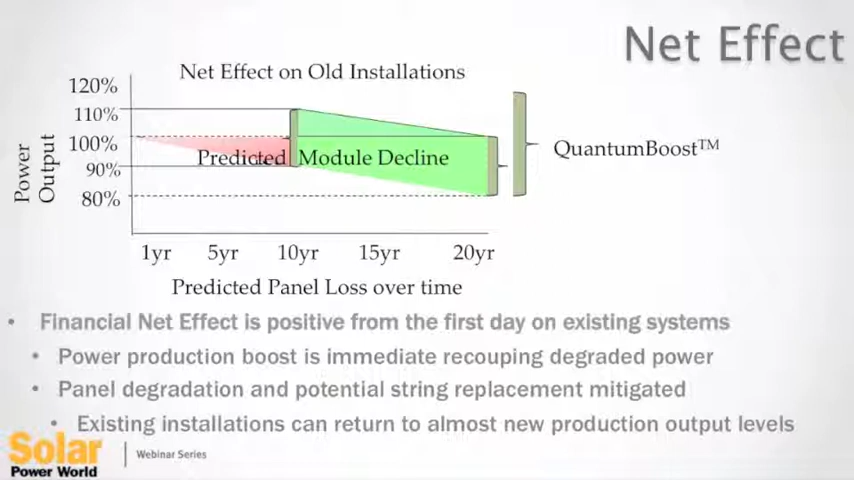 Net Effect
Net Effect on Old Installations
120%
110%
100%
90%
80%
Power
Output
Predicted Module Decline
QuantumBoost™
1yr 5yr 10yr 15yr 20yr
Predicted Panel Loss over time
• Financial Net Effect is positive from the first day on existing systems
• Power production boost is immediate recouping degraded power
• Panel degradation and potential string replacement mitigated
• Existing installations can return to almost new production output levels
Solar
Power World
Webinar Series